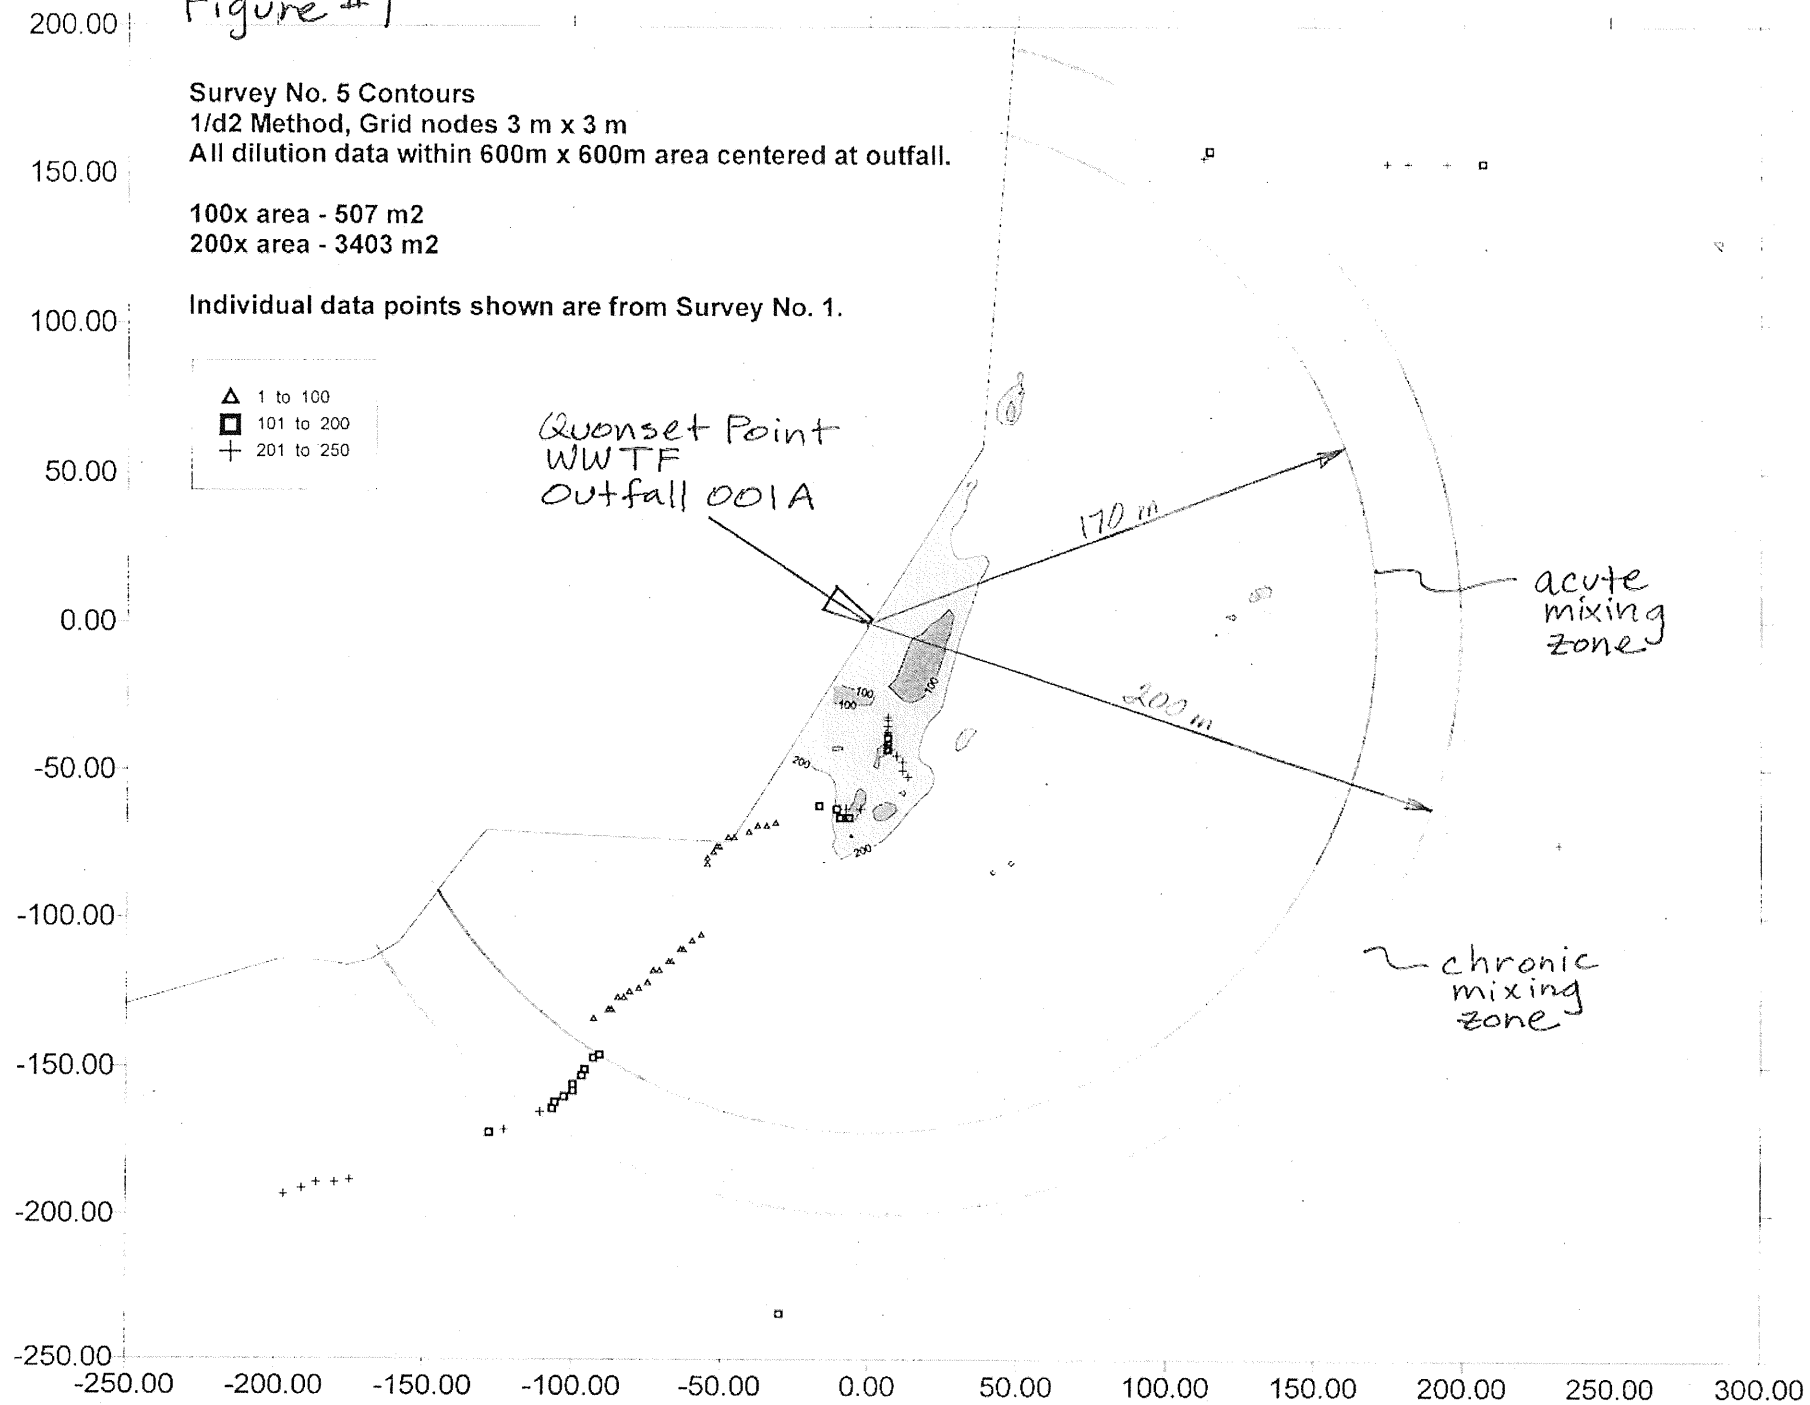 Figure #1
Survey No. 5 Contours
1/d2 Method, Grid nodes 3 m x 3 m
All dilution data within 600m x 600m area centered at outfall.
100x area - 507 m2
200x area - 3403 m2
Individual data points shown are from Survey No. 1.
1 to 100
101 to 200
201 to 250
Quonset Point
WWTF
Outfall 001A
170 m
200 m
acute
mixing
zone
chronic
mixing
zone
100
100
100
200
200
200.00
150.00
100.00
50.00
0.00
-50.00
-100.00
-150.00
-200.00
-250.00
-250.00 -200.00 -150.00 -100.00 -50.00 0.00 50.00 100.00 150.00 200.00 250.00 300.00